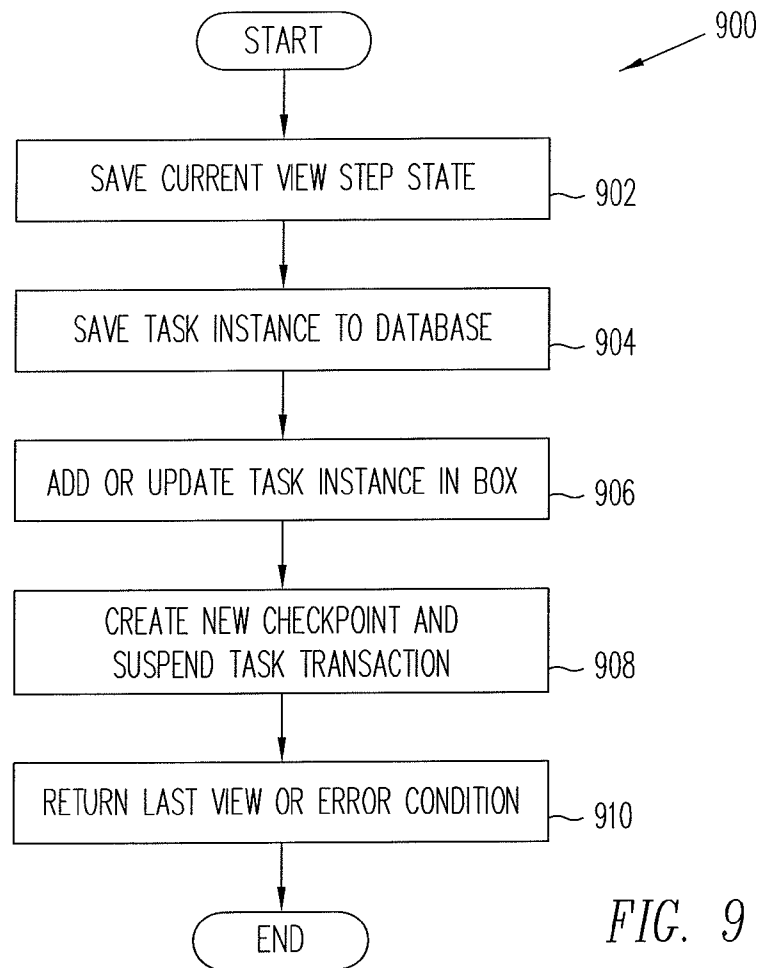 START
900
SAVE CURRENT VIEW STEP STATE
902
SAVE TASK INSTANCE TO DATABASE
904
ADD OR UPDATE TASK INSTANCE IN BOX
906
CREATE NEW CHECKPOINT AND
SUSPEND TASK TRANSACTION
908
RETURN LAST VIEW OR ERROR CONDITION
910
END
FIG. 9